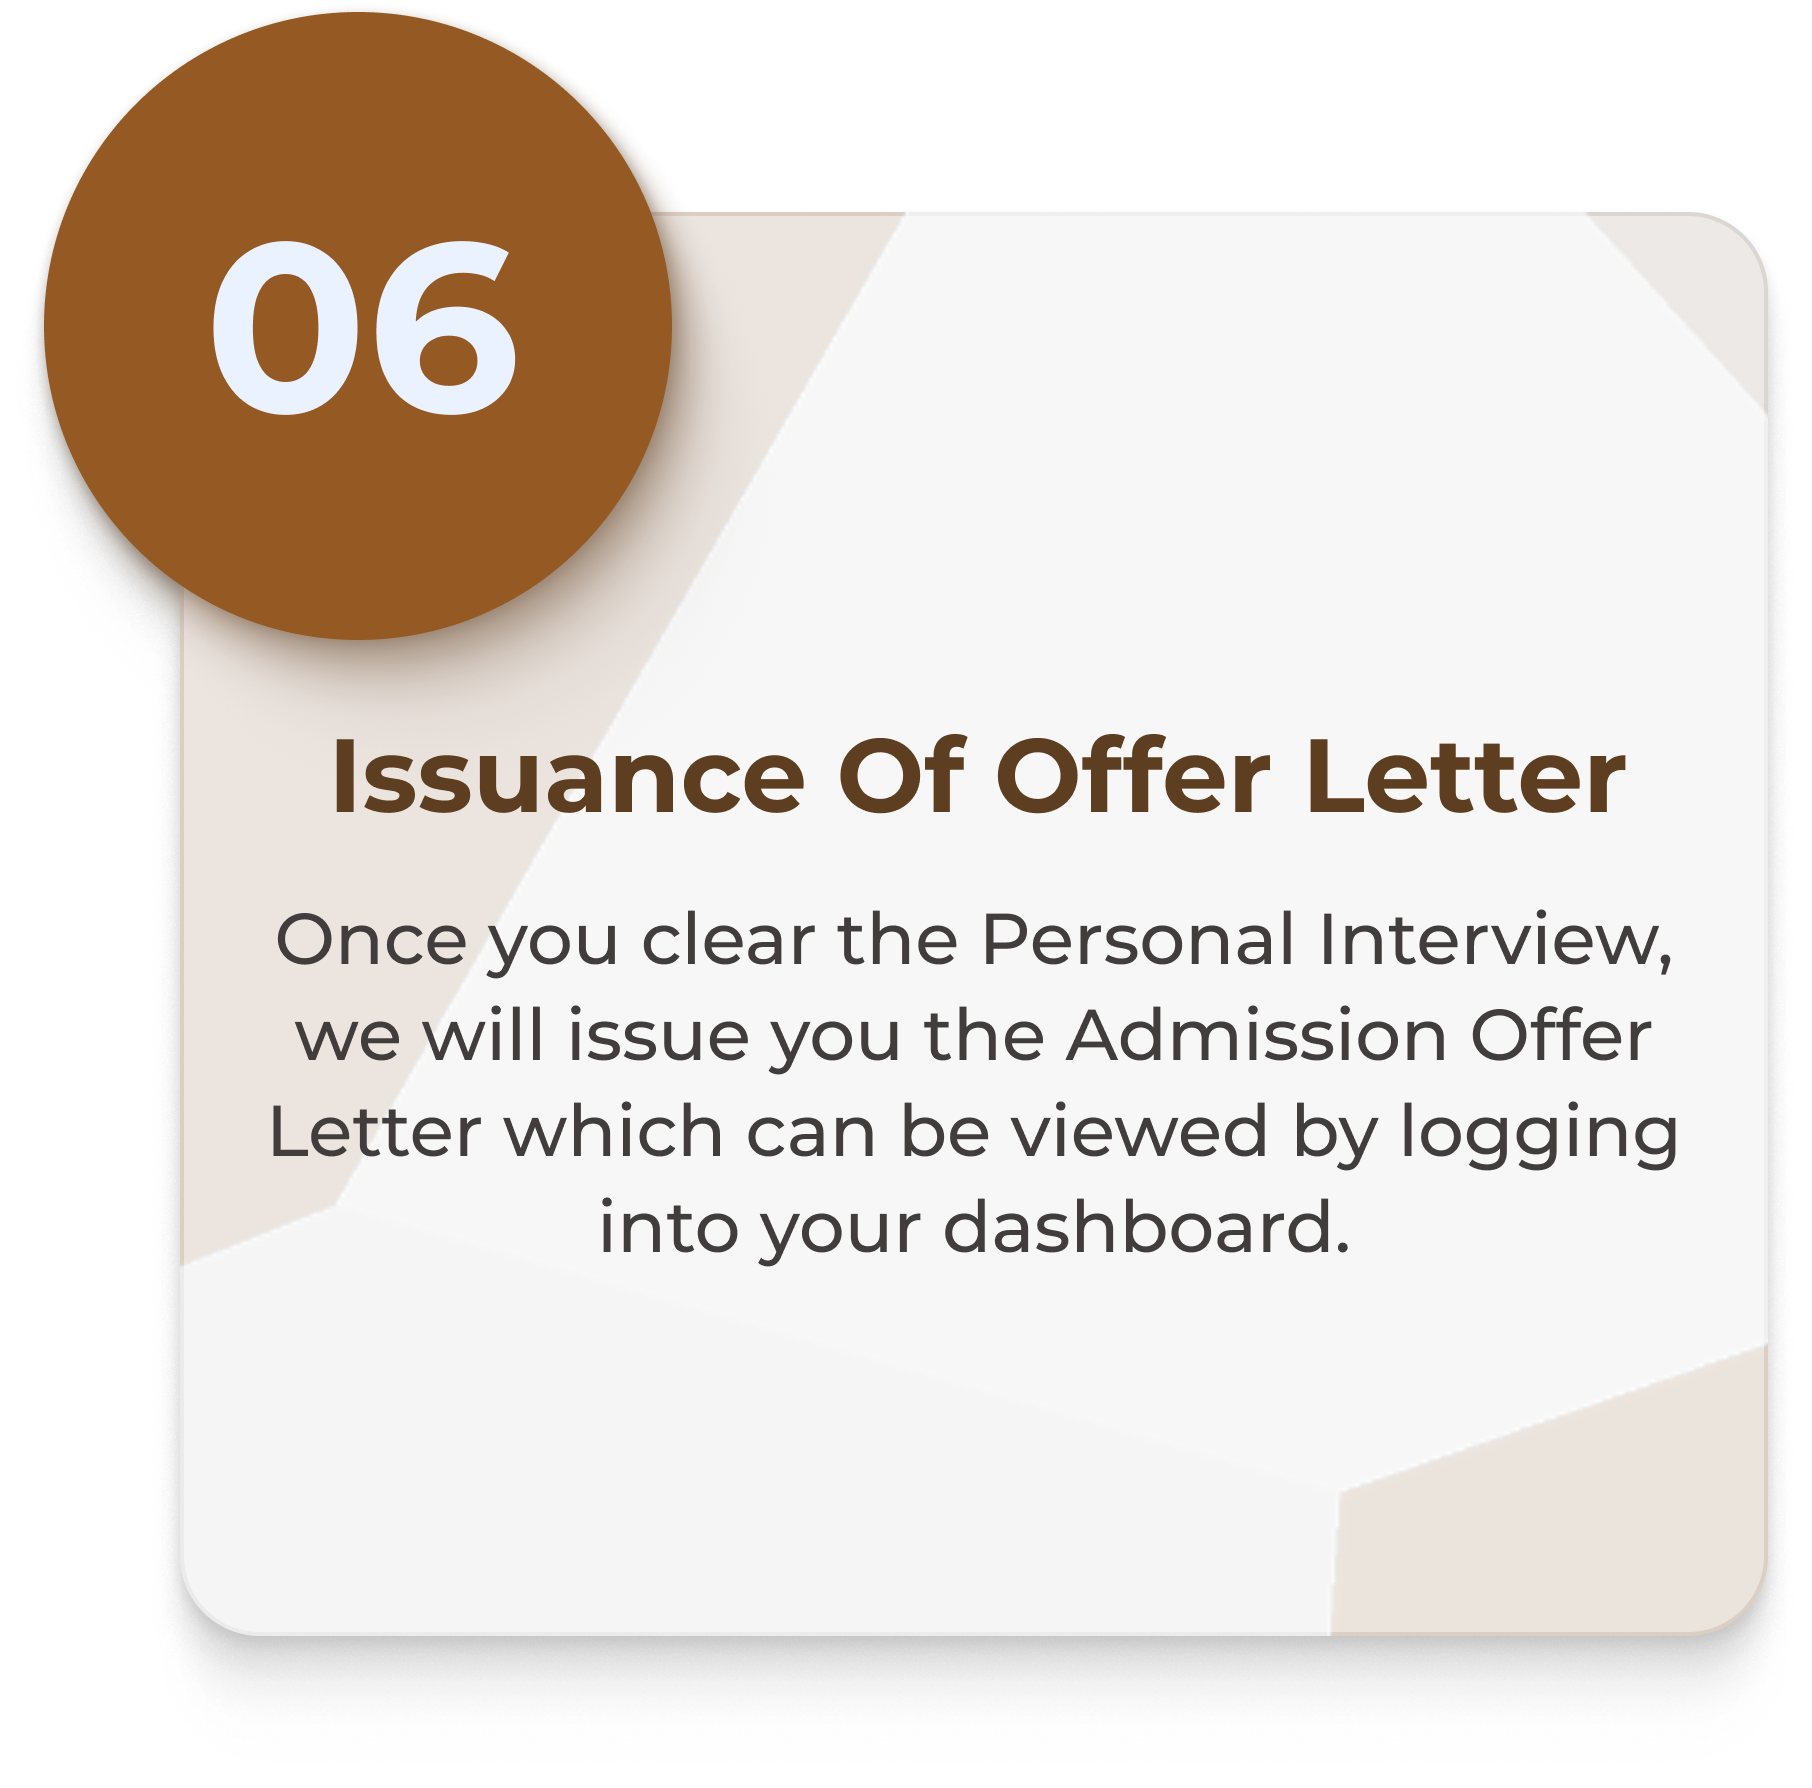 06
Issuance Of Offer Letter
Once you clear the Personal Interview,
we will issue you the Admission Offer
Letter which can be viewed by logging
into your dashboard.